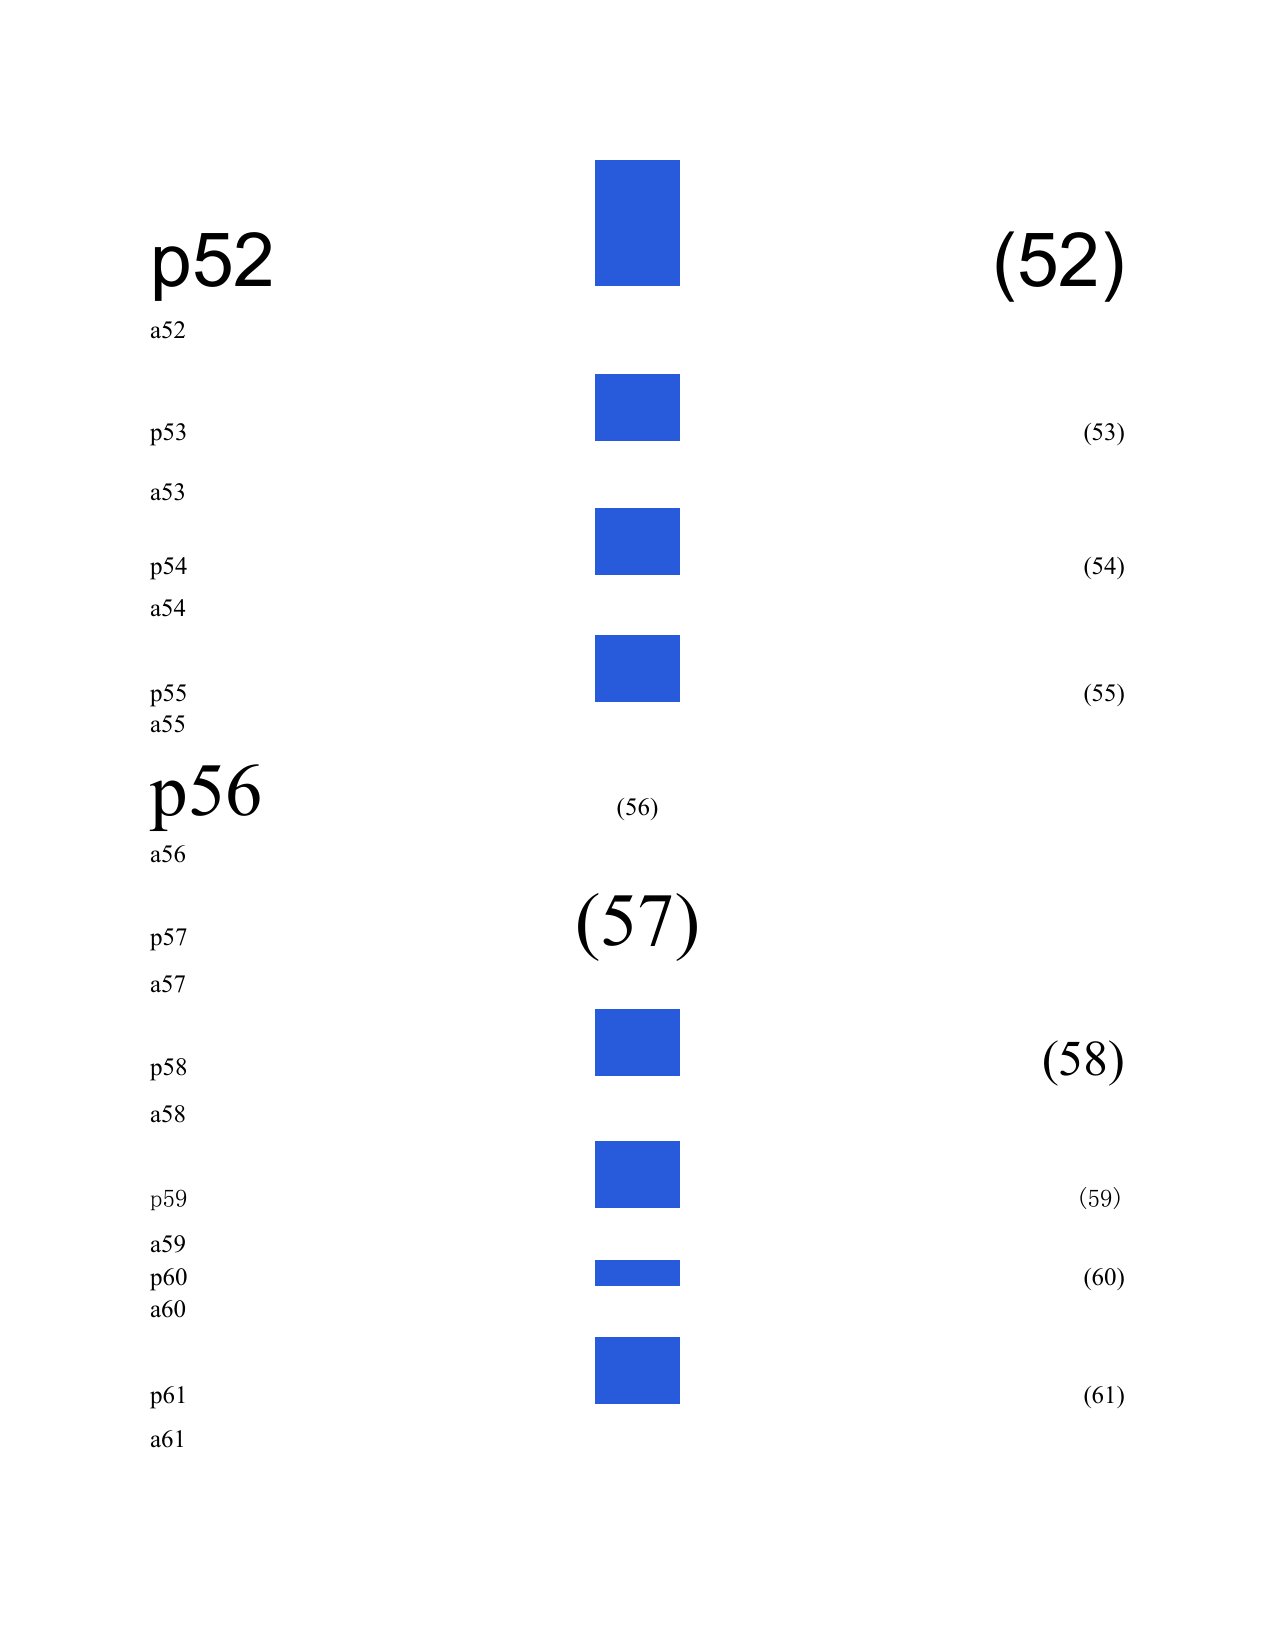 p52 (52)
a52
p53 (53)
a53
p54 (54)
a54
p55 (55)
a55
p56 (56)
a56
p57 (57)
a57
p58 (58)
a58
p59 （59）
a59
p60 (60)
a60
p61 (61)
a61